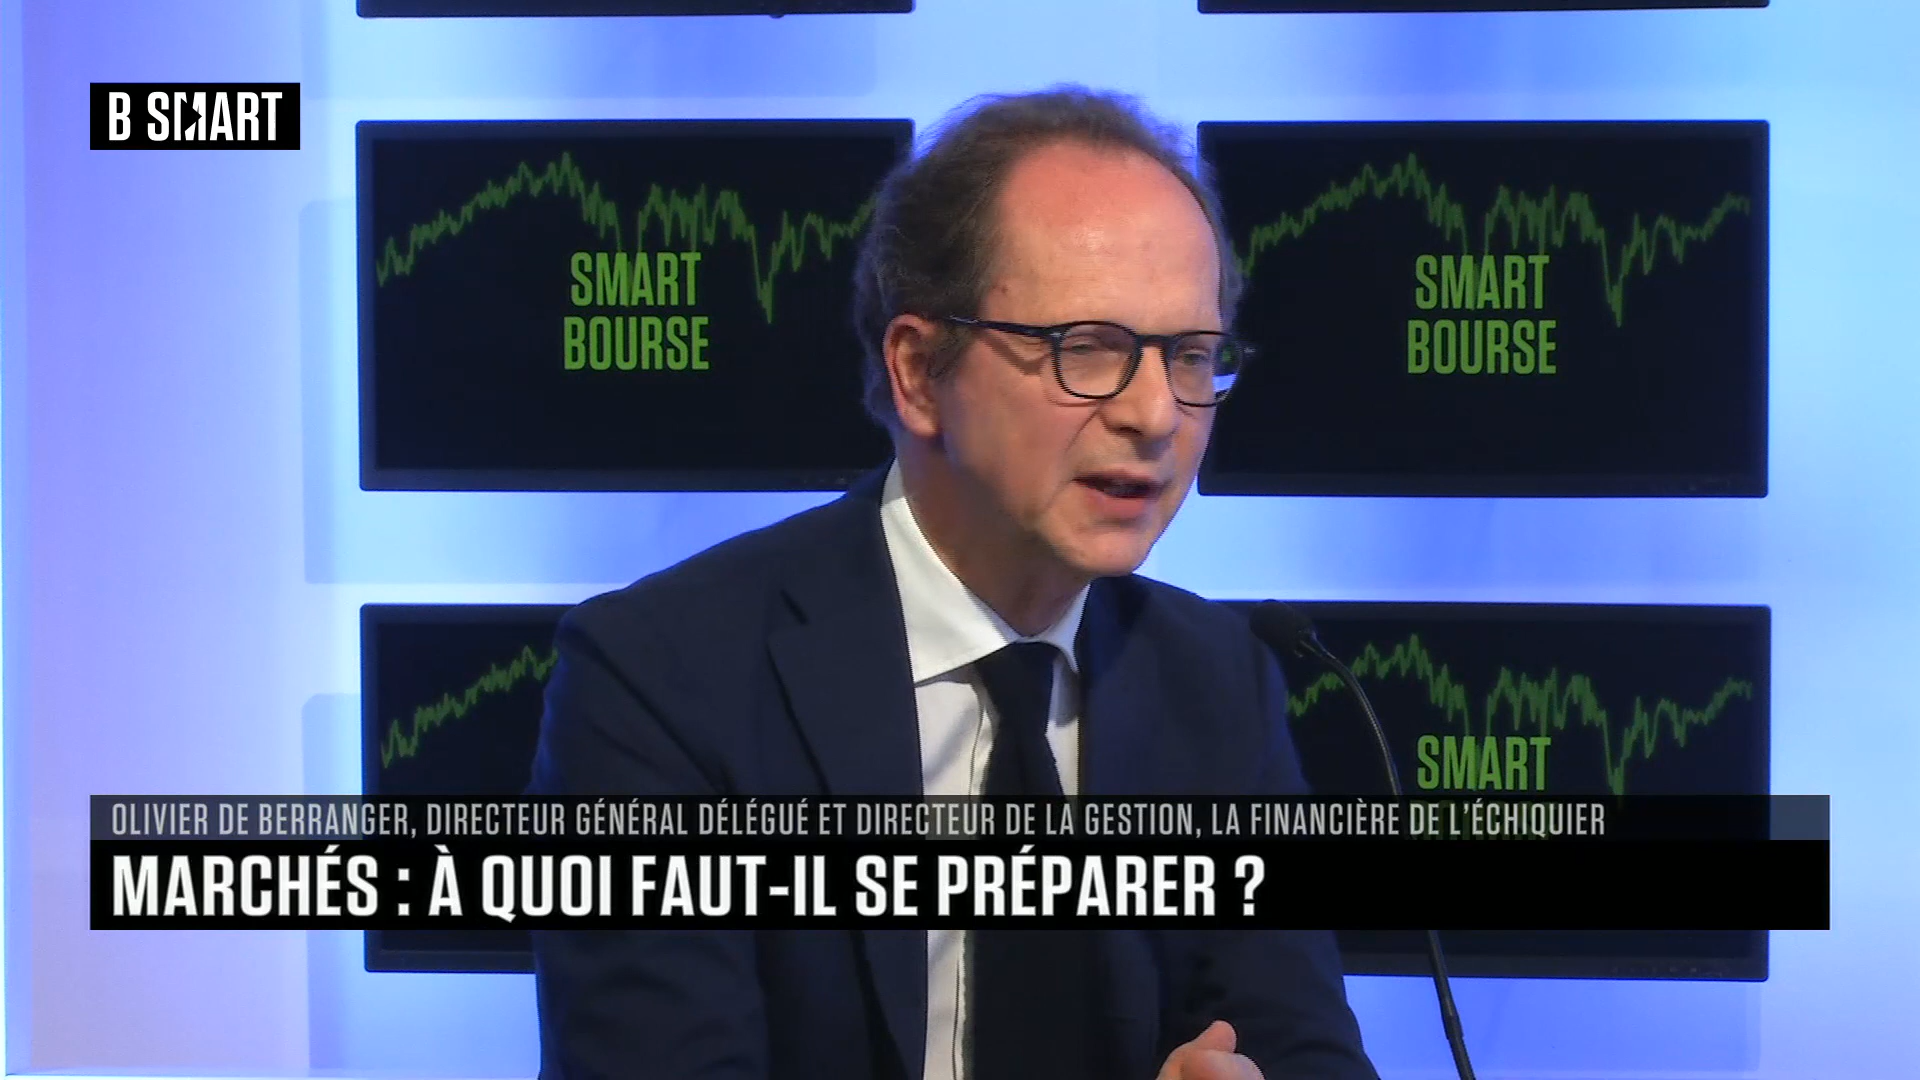 B SMART
SMART
BOURSE
SMART
BOURSE
SMART
OLIVIER DE BERRANGER, DIRECTEUR GÉNÉRAL DÉLÉGUÉ ET DIRECTEUR DE LA GESTION, LA FINANCIÈRE DE L'ÉCHIQUIER
MARCHÉS : À QUOI FAUT-IL SE PRÉPARER ?